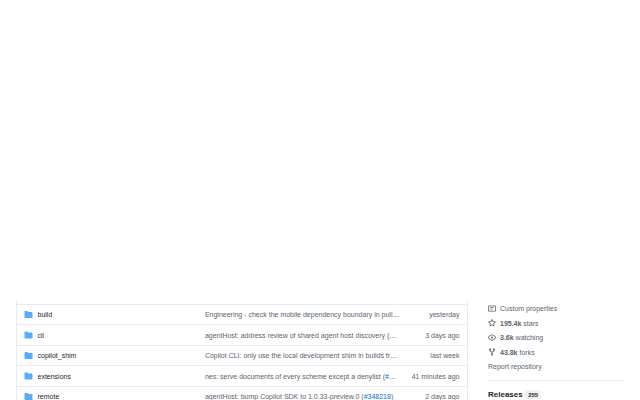 build Engineering - check the mobile dependency boundary in pull… yesterday
cli agentHost: address review of shared agent host discovery (… 3 days ago
copilot_shim Copilot CLI: only use the local development shim in builds fr… last week
extensions nes: serve documents of every scheme except a denylist (#… 41 minutes ago
remote agentHost: bump Copilot SDK to 1.0.33-preview.0 (#348218) 2 days ago
Custom properties
195.4k stars
3.6k watching
43.8k forks
Report repository
Releases 255